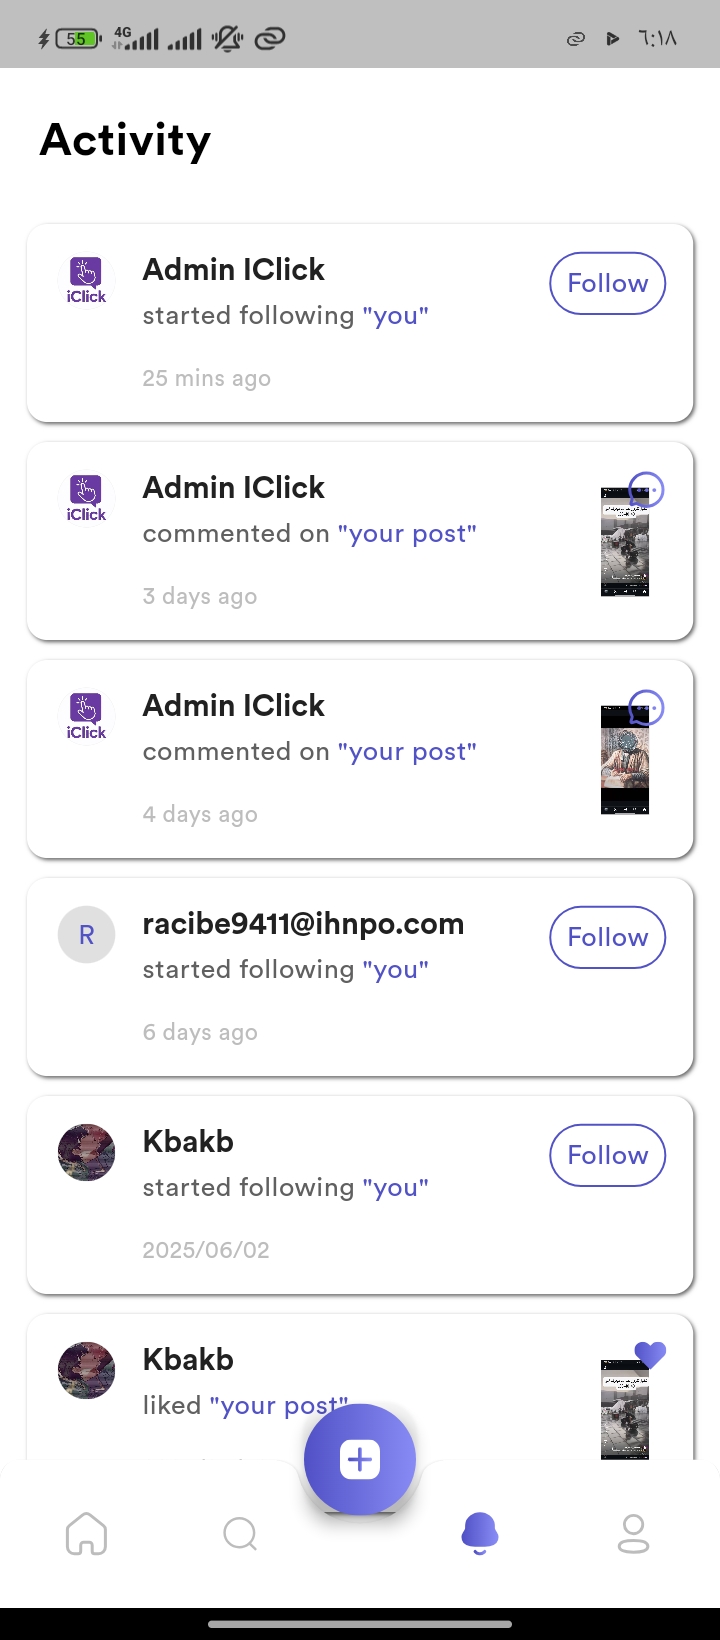 55
4G
٦:١٨
Activity
iClick
Admin IClick
Follow
started following "you"
25 mins ago
iClick
Admin IClick
commented on "your post"
3 days ago
iClick
Admin IClick
commented on "your post"
4 days ago
R
racibe9411@ihnpo.com
Follow
started following "you"
6 days ago
Kbakb
Follow
started following "you"
2025/06/02
Kbakb
liked "your post"